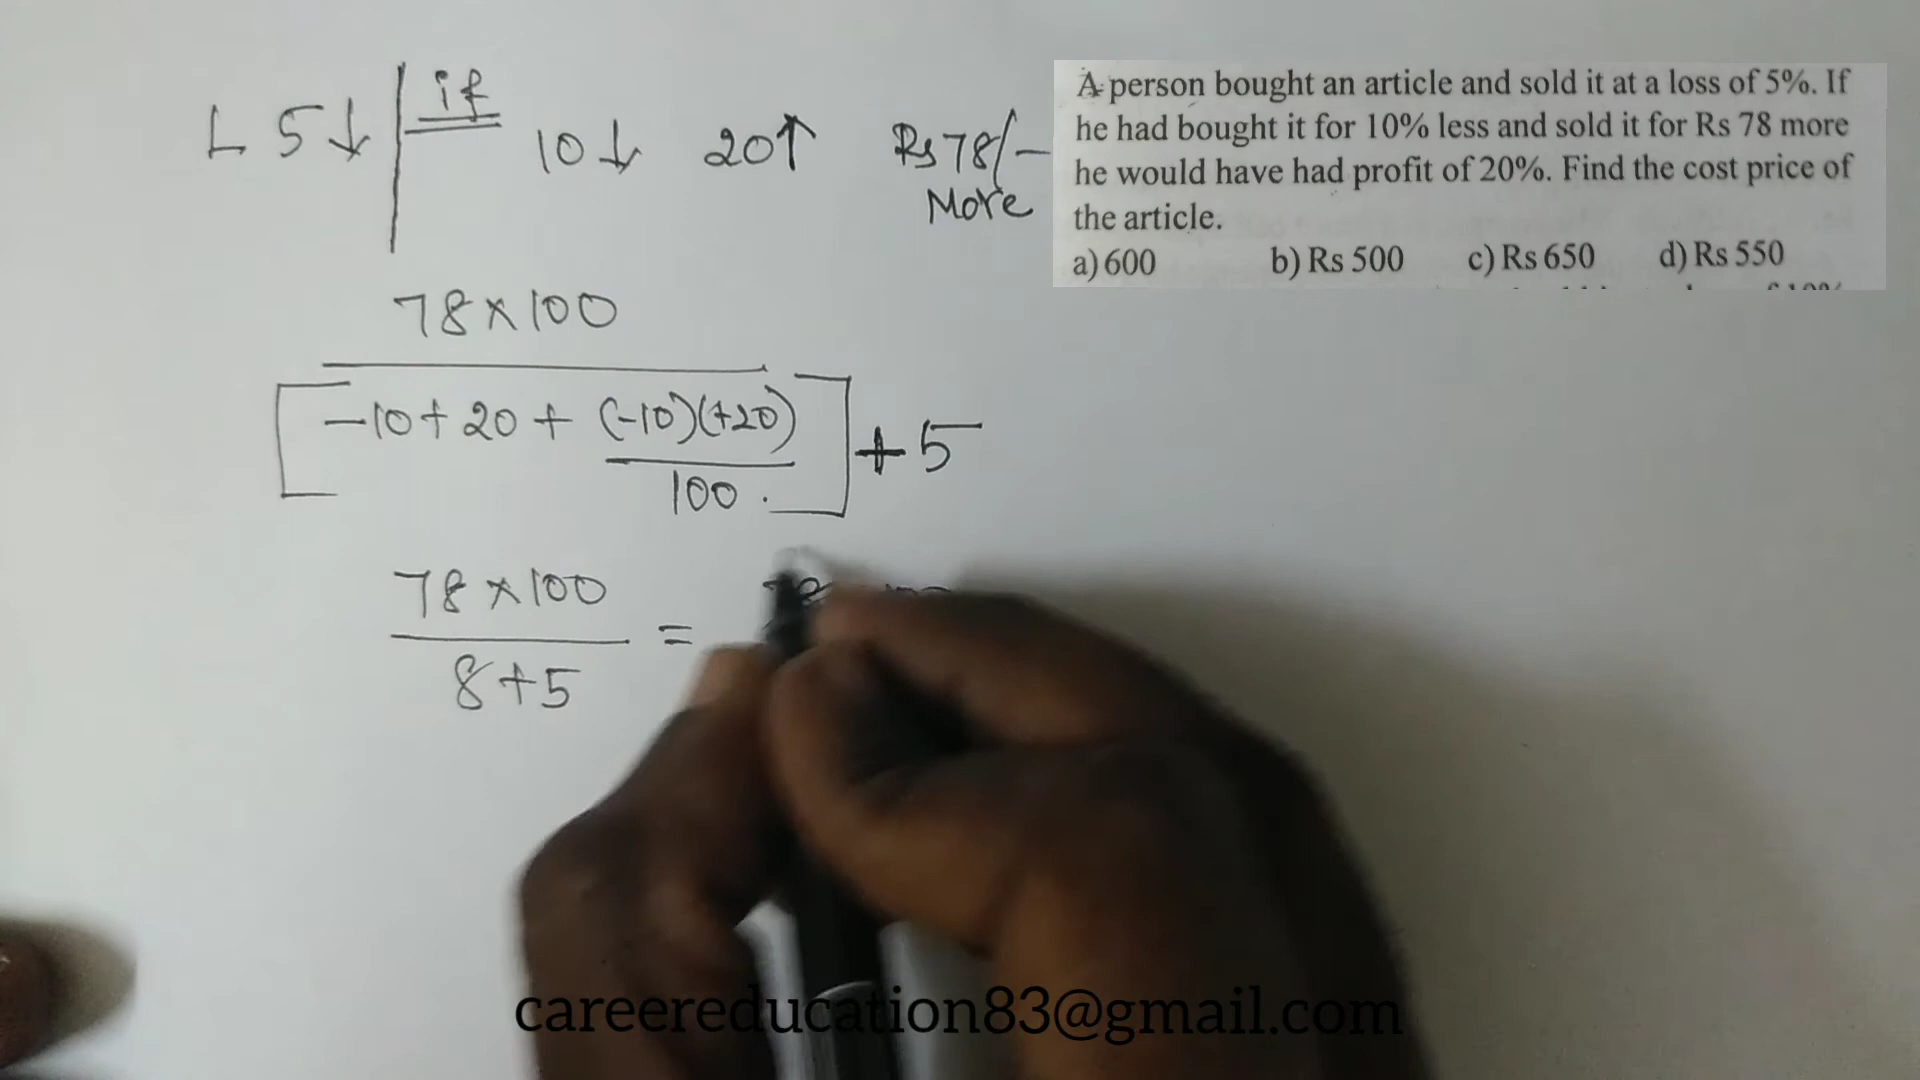 L 5↓ if 10↓ 20↑ Rs 78/-
More
A person bought an article and sold it at a loss of 5%. If
he had bought it for 10% less and sold it for Rs 78 more
he would have had profit of 20%. Find the cost price of
the article.
a) 600 b) Rs 500 c) Rs 650 d) Rs 550
78 × 100
[-10 + 20 + (-10)(+20)] + 5
100
78 × 100 =
8 + 5
careereducation83@gmail.com